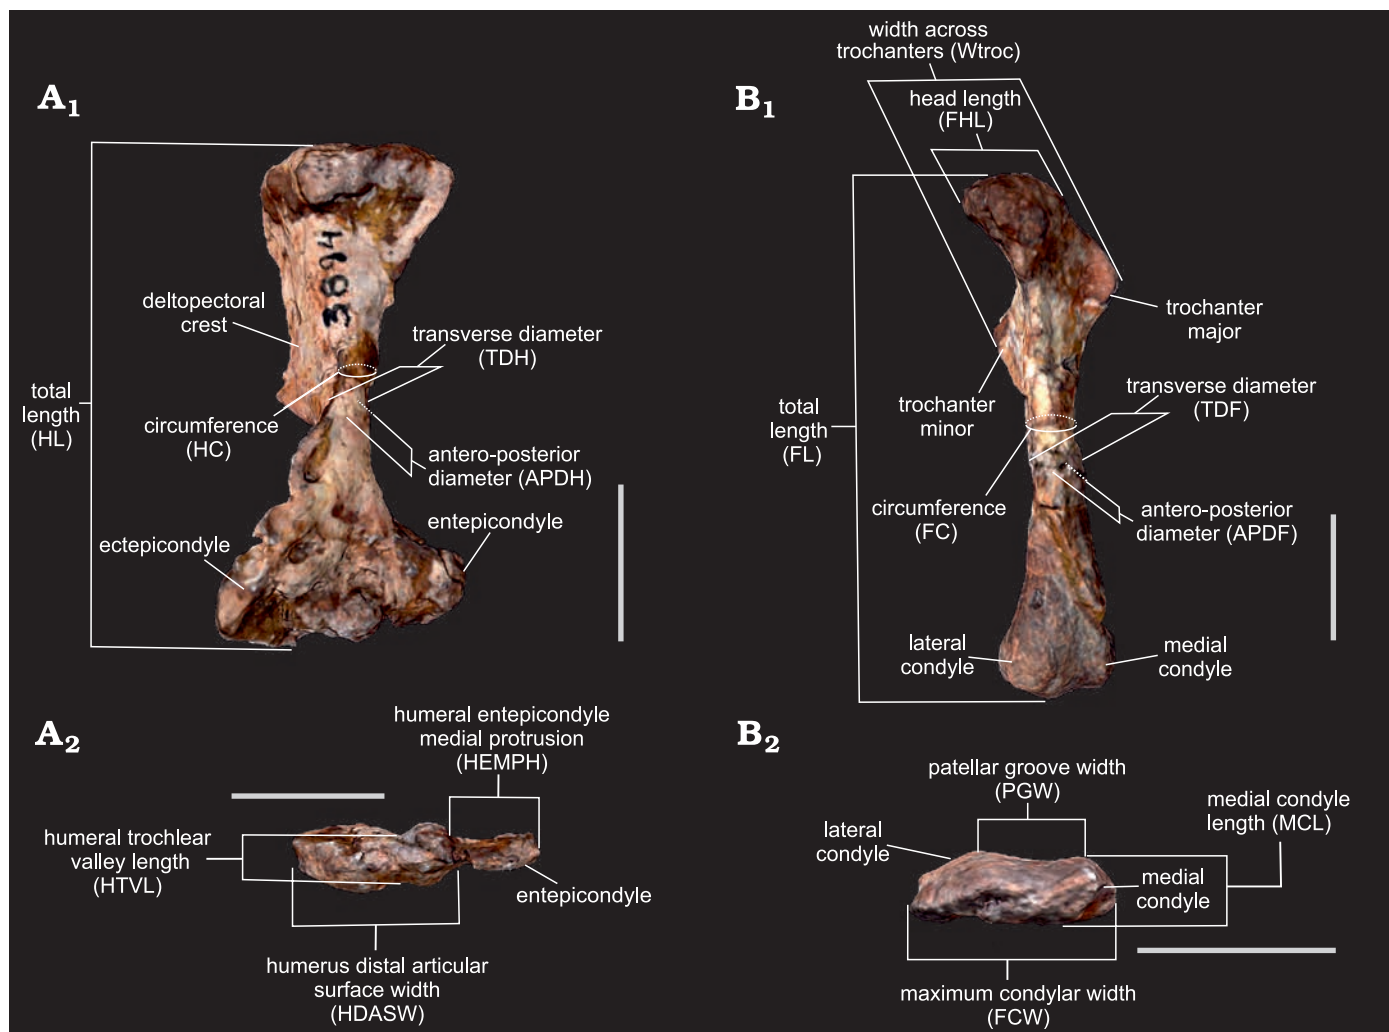 A1
total
length
(HL)
deltopectoral
crest
3694
transverse diameter
(TDH)
circumference
(HC)
antero-posterior
diameter (APDH)
entepicondyle
ectepicondyle
B1
width across
trochanters (Wtroc)
head length
(FHL)
trochanter
major
trochanter
minor
transverse diameter
(TDF)
total
length
(FL)
circumference
(FC)
antero-posterior
diameter (APDF)
lateral
condyle
medial
condyle
A2
humeral entepicondyle
medial protrusion
(HEMPH)
humeral trochlear
valley length
(HTVL)
entepicondyle
humerus distal articular
surface width
(HDASW)
B2
patellar groove width
(PGW)
lateral
condyle
medial condyle
length (MCL)
medial
condyle
maximum condylar width
(FCW)